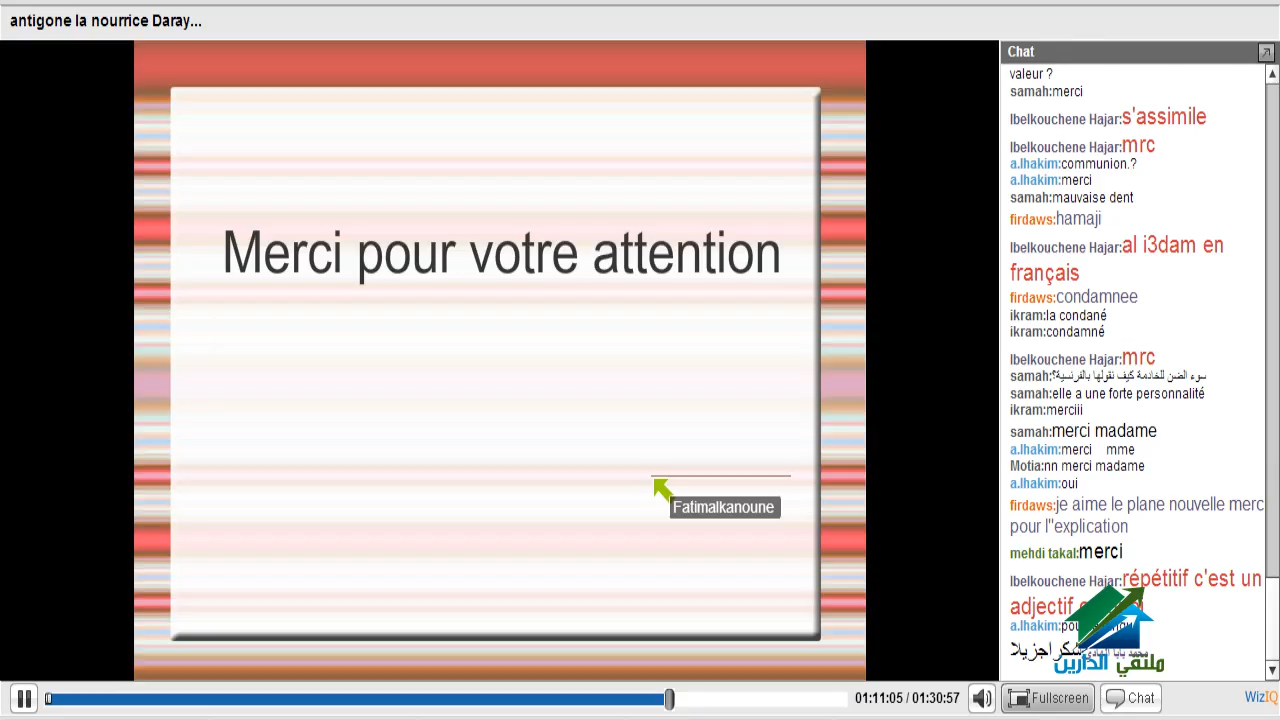 antigone la nourrice Daray...
Merci pour votre attention
Fatimalkanoune
Chat
valeur ?
samah:merci
Ibelkouchene Hajar:s'assimile
Ibelkouchene Hajar:mrc
a.lhakim:communion.?
a.lhakim:merci
samah:mauvaise dent
firdaws:hamaji
Ibelkouchene Hajar:al i3dam en
français
firdaws:condamnee
ikram:la condané
ikram:condamné
Ibelkouchene Hajar:mrc
samah:سوء الضن للخادمة كيف نقولها بالفرنسية؟
samah:elle a une forte personnalité
ikram:merciii
samah:merci madame
a.lhakim:merci mme
Motia:nn merci madame
a.lhakim:oui
firdaws:je aime le plane nouvelle merc
pour l"explication
mehdi takal:merci
Ibelkouchene Hajar:répétitif c'est un
adjectif
a.lhakim:
شكراجزيلا
ملتقى الدارين
01:11:05 / 01:30:57
Fullscreen
Chat
WizIQ